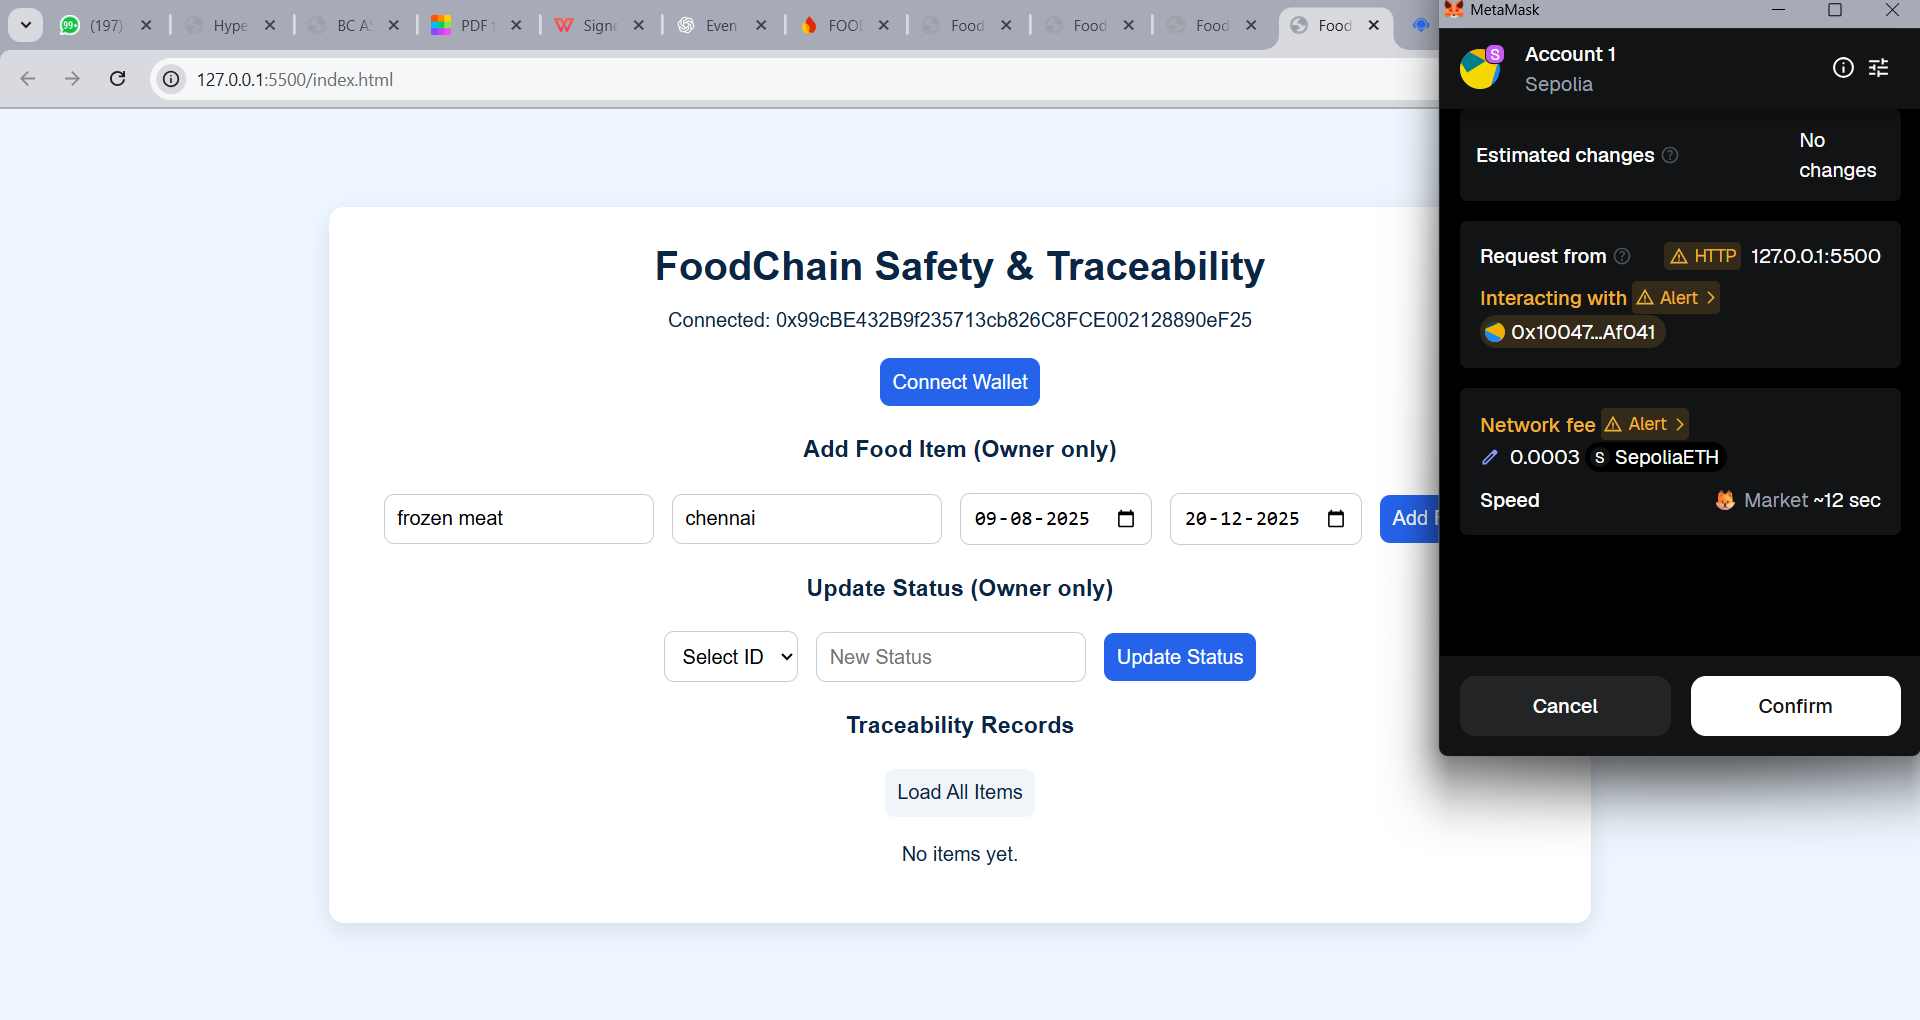 99+ (197)
Hype
BC A
PDF t
Signe
Even
FOO
Food
Food
Food
Food
127.0.0.1:5500/index.html
FoodChain Safety & Traceability
Connected: 0x99cBE432B9f235713cb826C8FCE002128890eF25
Connect Wallet
Add Food Item (Owner only)
frozen meat
chennai
09-08-2025
20-12-2025
Add
Update Status (Owner only)
Select ID
New Status
Update Status
Traceability Records
Load All Items
No items yet.
MetaMask
S
Account 1
Sepolia
Estimated changes ?
No changes
Request from ?
HTTP 127.0.0.1:5500
Interacting with Alert >
0x10047...Af041
Network fee Alert >
0.0003 S SepoliaETH
Speed
Market ~12 sec
Cancel
Confirm